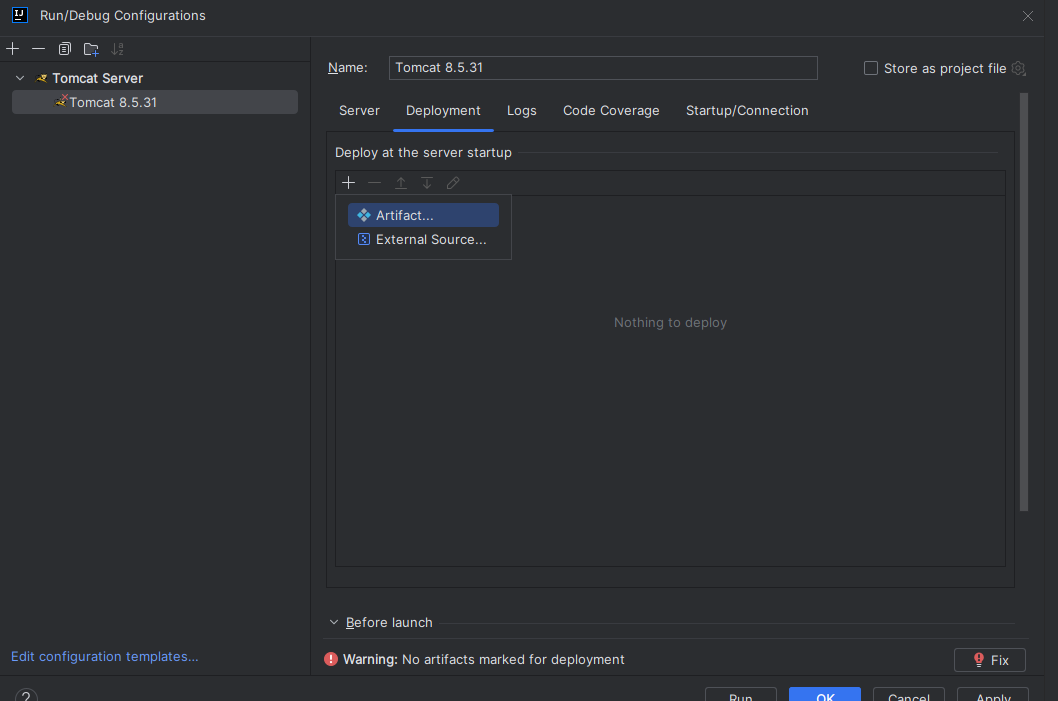 Run/Debug Configurations
Tomcat Server
Tomcat 8.5.31
Name: Tomcat 8.5.31 Store as project file
Server Deployment Logs Code Coverage Startup/Connection
Deploy at the server startup
Artifact...
External Source...
Nothing to deploy
Before launch
Edit configuration templates...
Warning: No artifacts marked for deployment Fix
? Run OK Cancel Apply